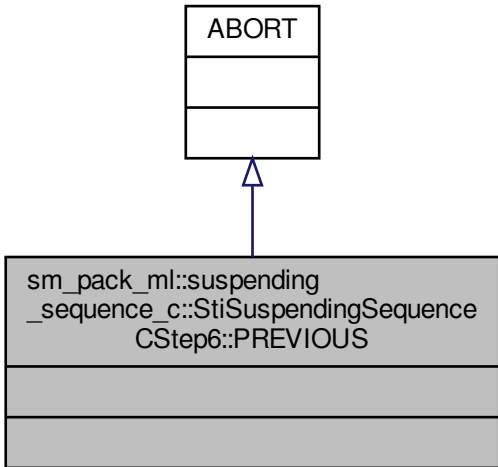 ABORT
sm_pack_ml::suspending
_sequence_c::StiSuspendingSequence
CStep6::PREVIOUS